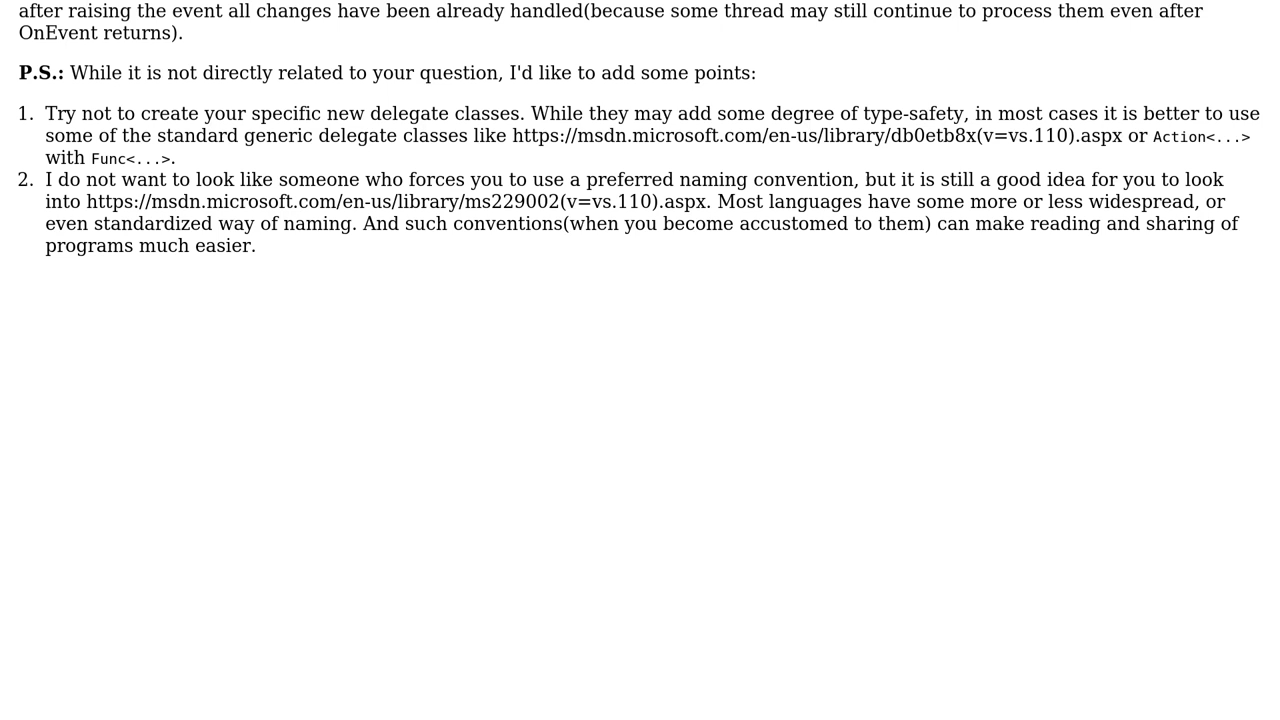 after raising the event all changes have been already handled(because some thread may still continue to process them even after
OnEvent returns).
P.S.: While it is not directly related to your question, I'd like to add some points:
1. Try not to create your specific new delegate classes. While they may add some degree of type-safety, in most cases it is better to use
some of the standard generic delegate classes like https://msdn.microsoft.com/en-us/library/db0etb8x(v=vs.110).aspx or Action<...>
with Func<...>.
2. I do not want to look like someone who forces you to use a preferred naming convention, but it is still a good idea for you to look
into https://msdn.microsoft.com/en-us/library/ms229002(v=vs.110).aspx. Most languages have some more or less widespread, or
even standardized way of naming. And such conventions(when you become accustomed to them) can make reading and sharing of
programs much easier.